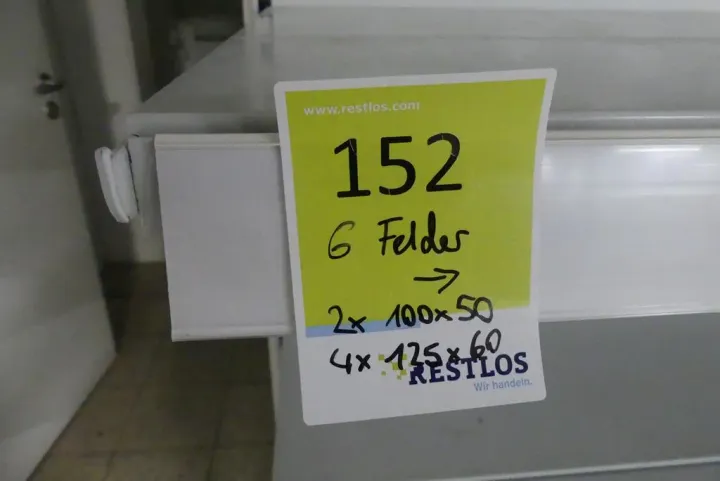 www.restlos.com
152
6 Felder
→
2x 100x50
4x 125x60
RESTLOS
Wir handeln.